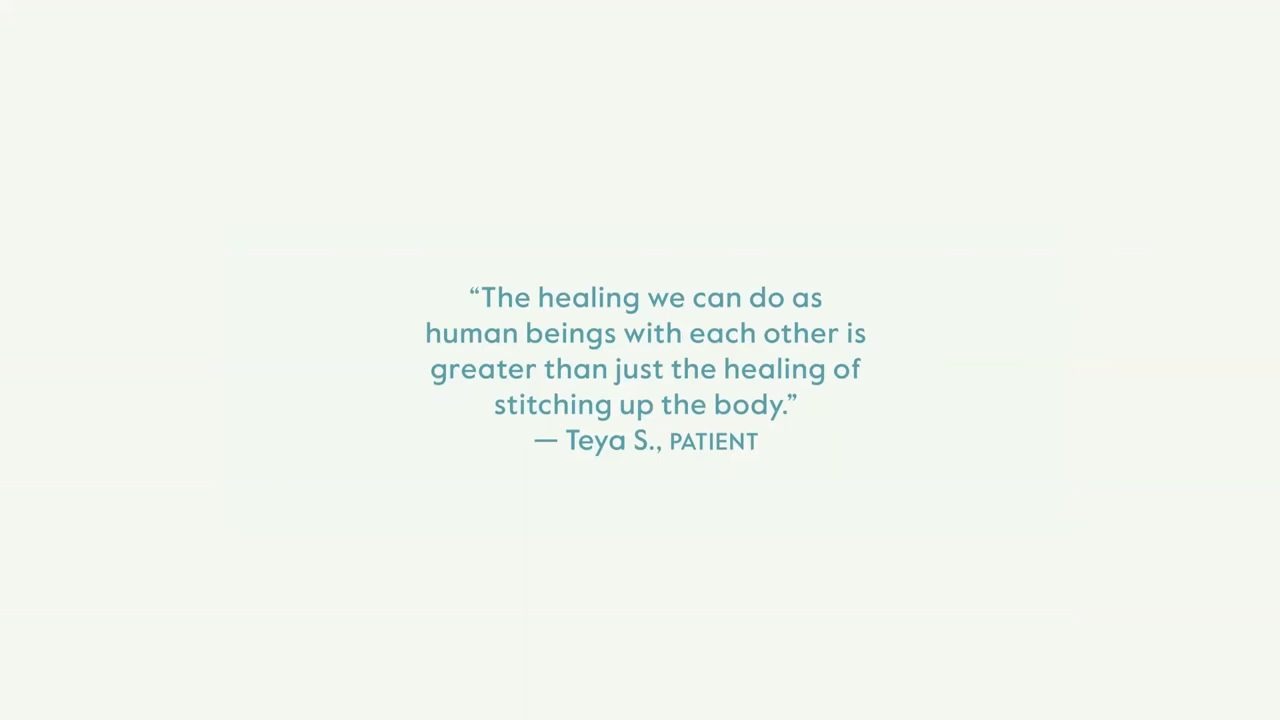 “The healing we can do as
human beings with each other is
greater than just the healing of
stitching up the body.”
— Teya S., PATIENT